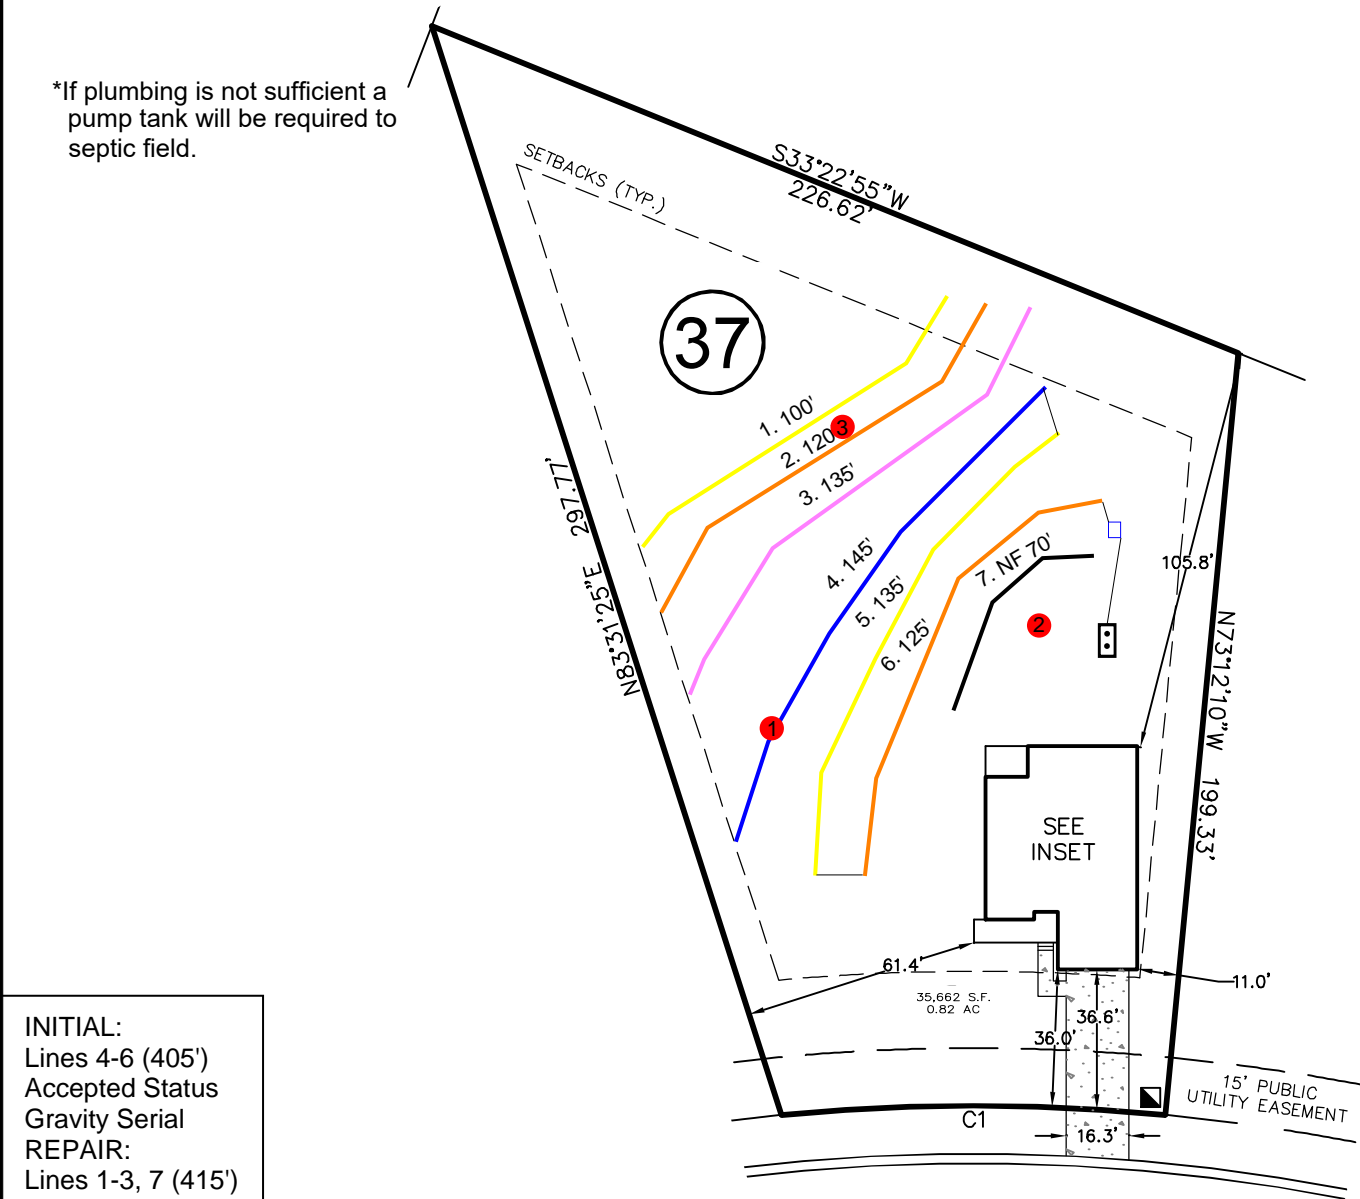 *If plumbing is not sufficient a
pump tank will be required to
septic field.
SETBACKS (TYP.)
S33°22'55"W
226.62'
37
1. 100'
2. 120
3
3. 135'
4. 145'
5. 135'
6. 125'
7. NF 70'
1
2
N83°31'25"E 297.77'
105.8'
N73°12'10"W 199.33'
SEE
INSET
61.4'
11.0'
35,662 S.F.
0.82 AC
36.6'
36.0'
15' PUBLIC
UTILITY EASEMENT
C1
16.3'
INITIAL:
Lines 4-6 (405')
Accepted Status
Gravity Serial
REPAIR:
Lines 1-3, 7 (415')